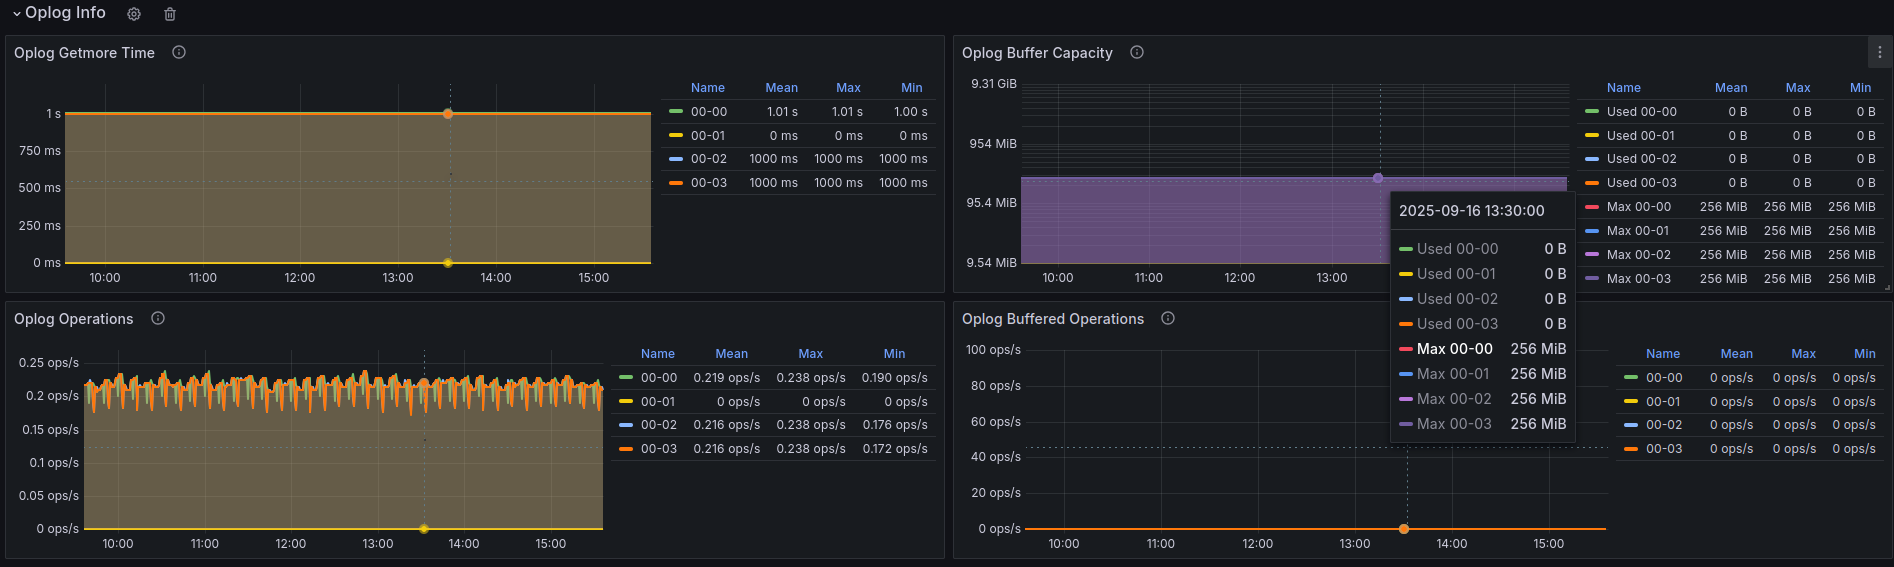 Oplog Info
Oplog Getmore Time
1 s
750 ms
500 ms
250 ms
0 ms
10:00 11:00 12:00 13:00 14:00 15:00
Name Mean Max Min
00-00 1.01 s 1.01 s 1.00 s
00-01 0 ms 0 ms 0 ms
00-02 1000 ms 1000 ms 1000 ms
00-03 1000 ms 1000 ms 1000 ms
Oplog Buffer Capacity
9.31 GiB
954 MiB
95.4 MiB
9.54 MiB
10:00 11:00 12:00 13:00
Name Mean Max Min
Used 00-00 0 B 0 B 0 B
Used 00-01 0 B 0 B 0 B
Used 00-02 0 B 0 B 0 B
Used 00-03 0 B 0 B 0 B
Max 00-00 256 MiB 256 MiB 256 MiB
Max 00-01 256 MiB 256 MiB 256 MiB
Max 00-02 256 MiB 256 MiB 256 MiB
Max 00-03 256 MiB 256 MiB 256 MiB
2025-09-16 13:30:00
Used 00-00 0 B
Used 00-01 0 B
Used 00-02 0 B
Used 00-03 0 B
Max 00-00 256 MiB
Max 00-01 256 MiB
Max 00-02 256 MiB
Max 00-03 256 MiB
Oplog Operations
0.25 ops/s
0.2 ops/s
0.15 ops/s
0.1 ops/s
0.05 ops/s
0 ops/s
10:00 11:00 12:00 13:00 14:00 15:00
Name Mean Max Min
00-00 0.219 ops/s 0.238 ops/s 0.190 ops/s
00-01 0 ops/s 0 ops/s 0 ops/s
00-02 0.216 ops/s 0.238 ops/s 0.176 ops/s
00-03 0.216 ops/s 0.238 ops/s 0.172 ops/s
Oplog Buffered Operations
100 ops/s
80 ops/s
60 ops/s
40 ops/s
20 ops/s
0 ops/s
10:00 11:00 12:00 13:00 14:00 15:00
Name Mean Max Min
00-00 0 ops/s 0 ops/s 0 ops/s
00-01 0 ops/s 0 ops/s 0 ops/s
00-02 0 ops/s 0 ops/s 0 ops/s
00-03 0 ops/s 0 ops/s 0 ops/s